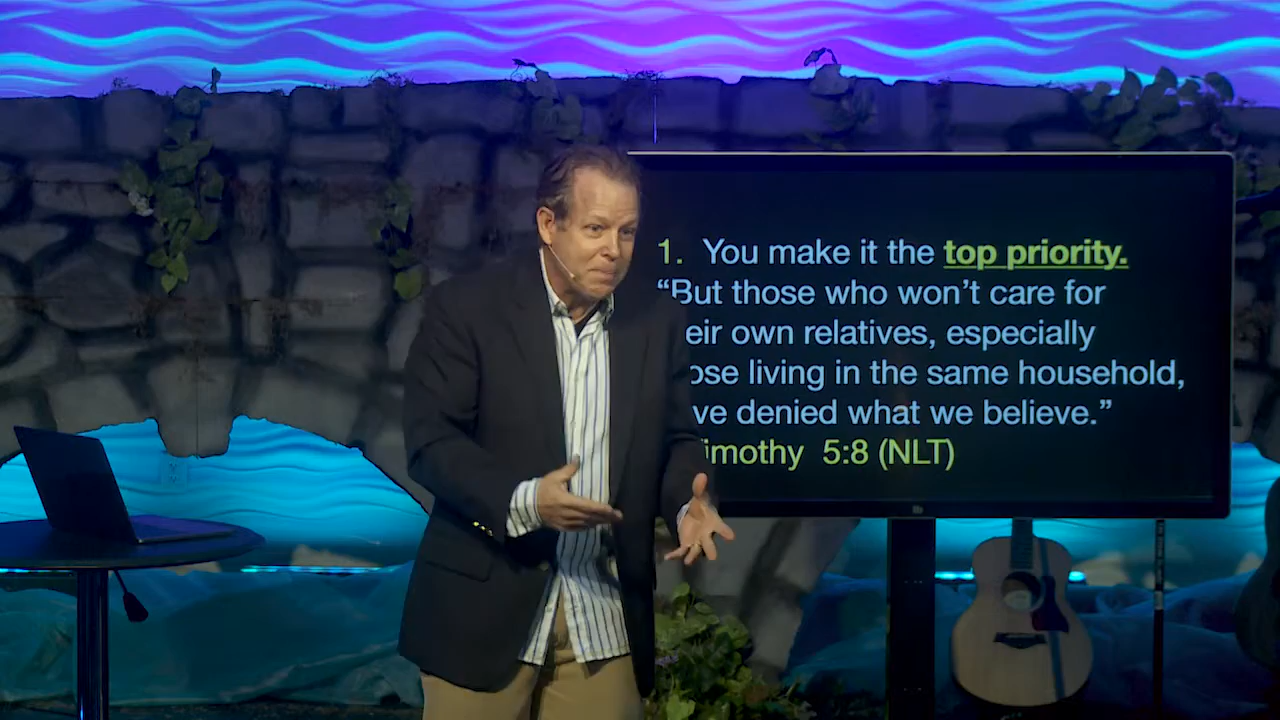 1. You make it the top priority.
“But those who won’t care for
eir own relatives, especially
ose living in the same household,
ve denied what we believe.”
imothy 5:8 (NLT)